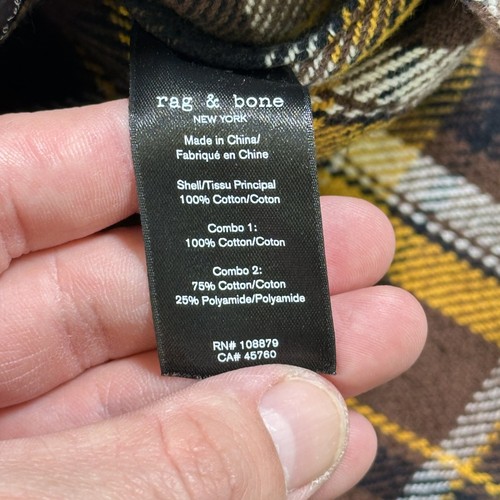 rag & bone
NEW YORK
Made in China/
Fabriqué en Chine
Shell/Tissu Principal
100% Cotton/Coton
Combo 1:
100% Cotton/Coton
Combo 2:
75% Cotton/Coton
25% Polyamide/Polyamide
RN# 108879
CA# 45760